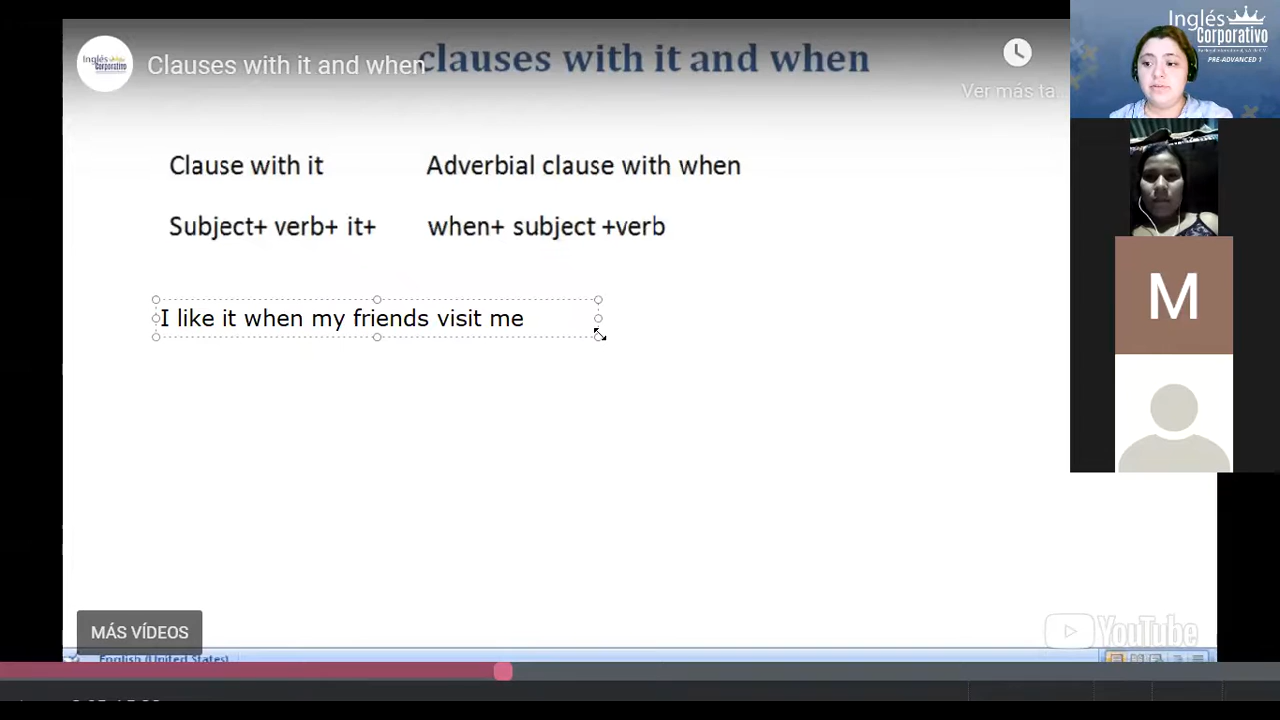 Clauses with it and when
clauses with it and when
Ver más ta...
Inglés
Corporativo
PRE-ADVANCED 1
Clause with it
Adverbial clause with when
Subject+ verb+ it+
when+ subject +verb
I like it when my friends visit me
M
MÁS VÍDEOS
YouTube
English (United States)